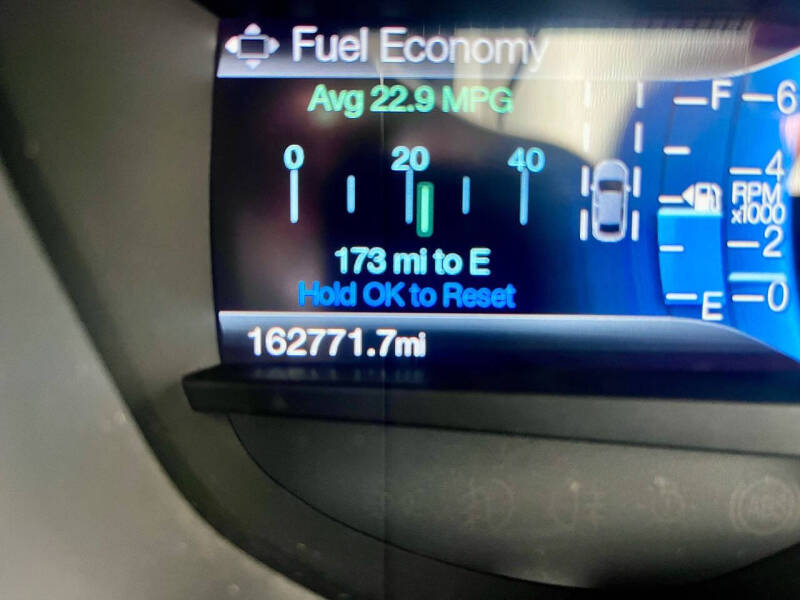 Fuel Economy
Avg 22.9 MPG
0 20 40
173 mi to E
Hold OK to Reset
162771.7mi
F
E
6
4
RPM
x1000
2
0
ABS